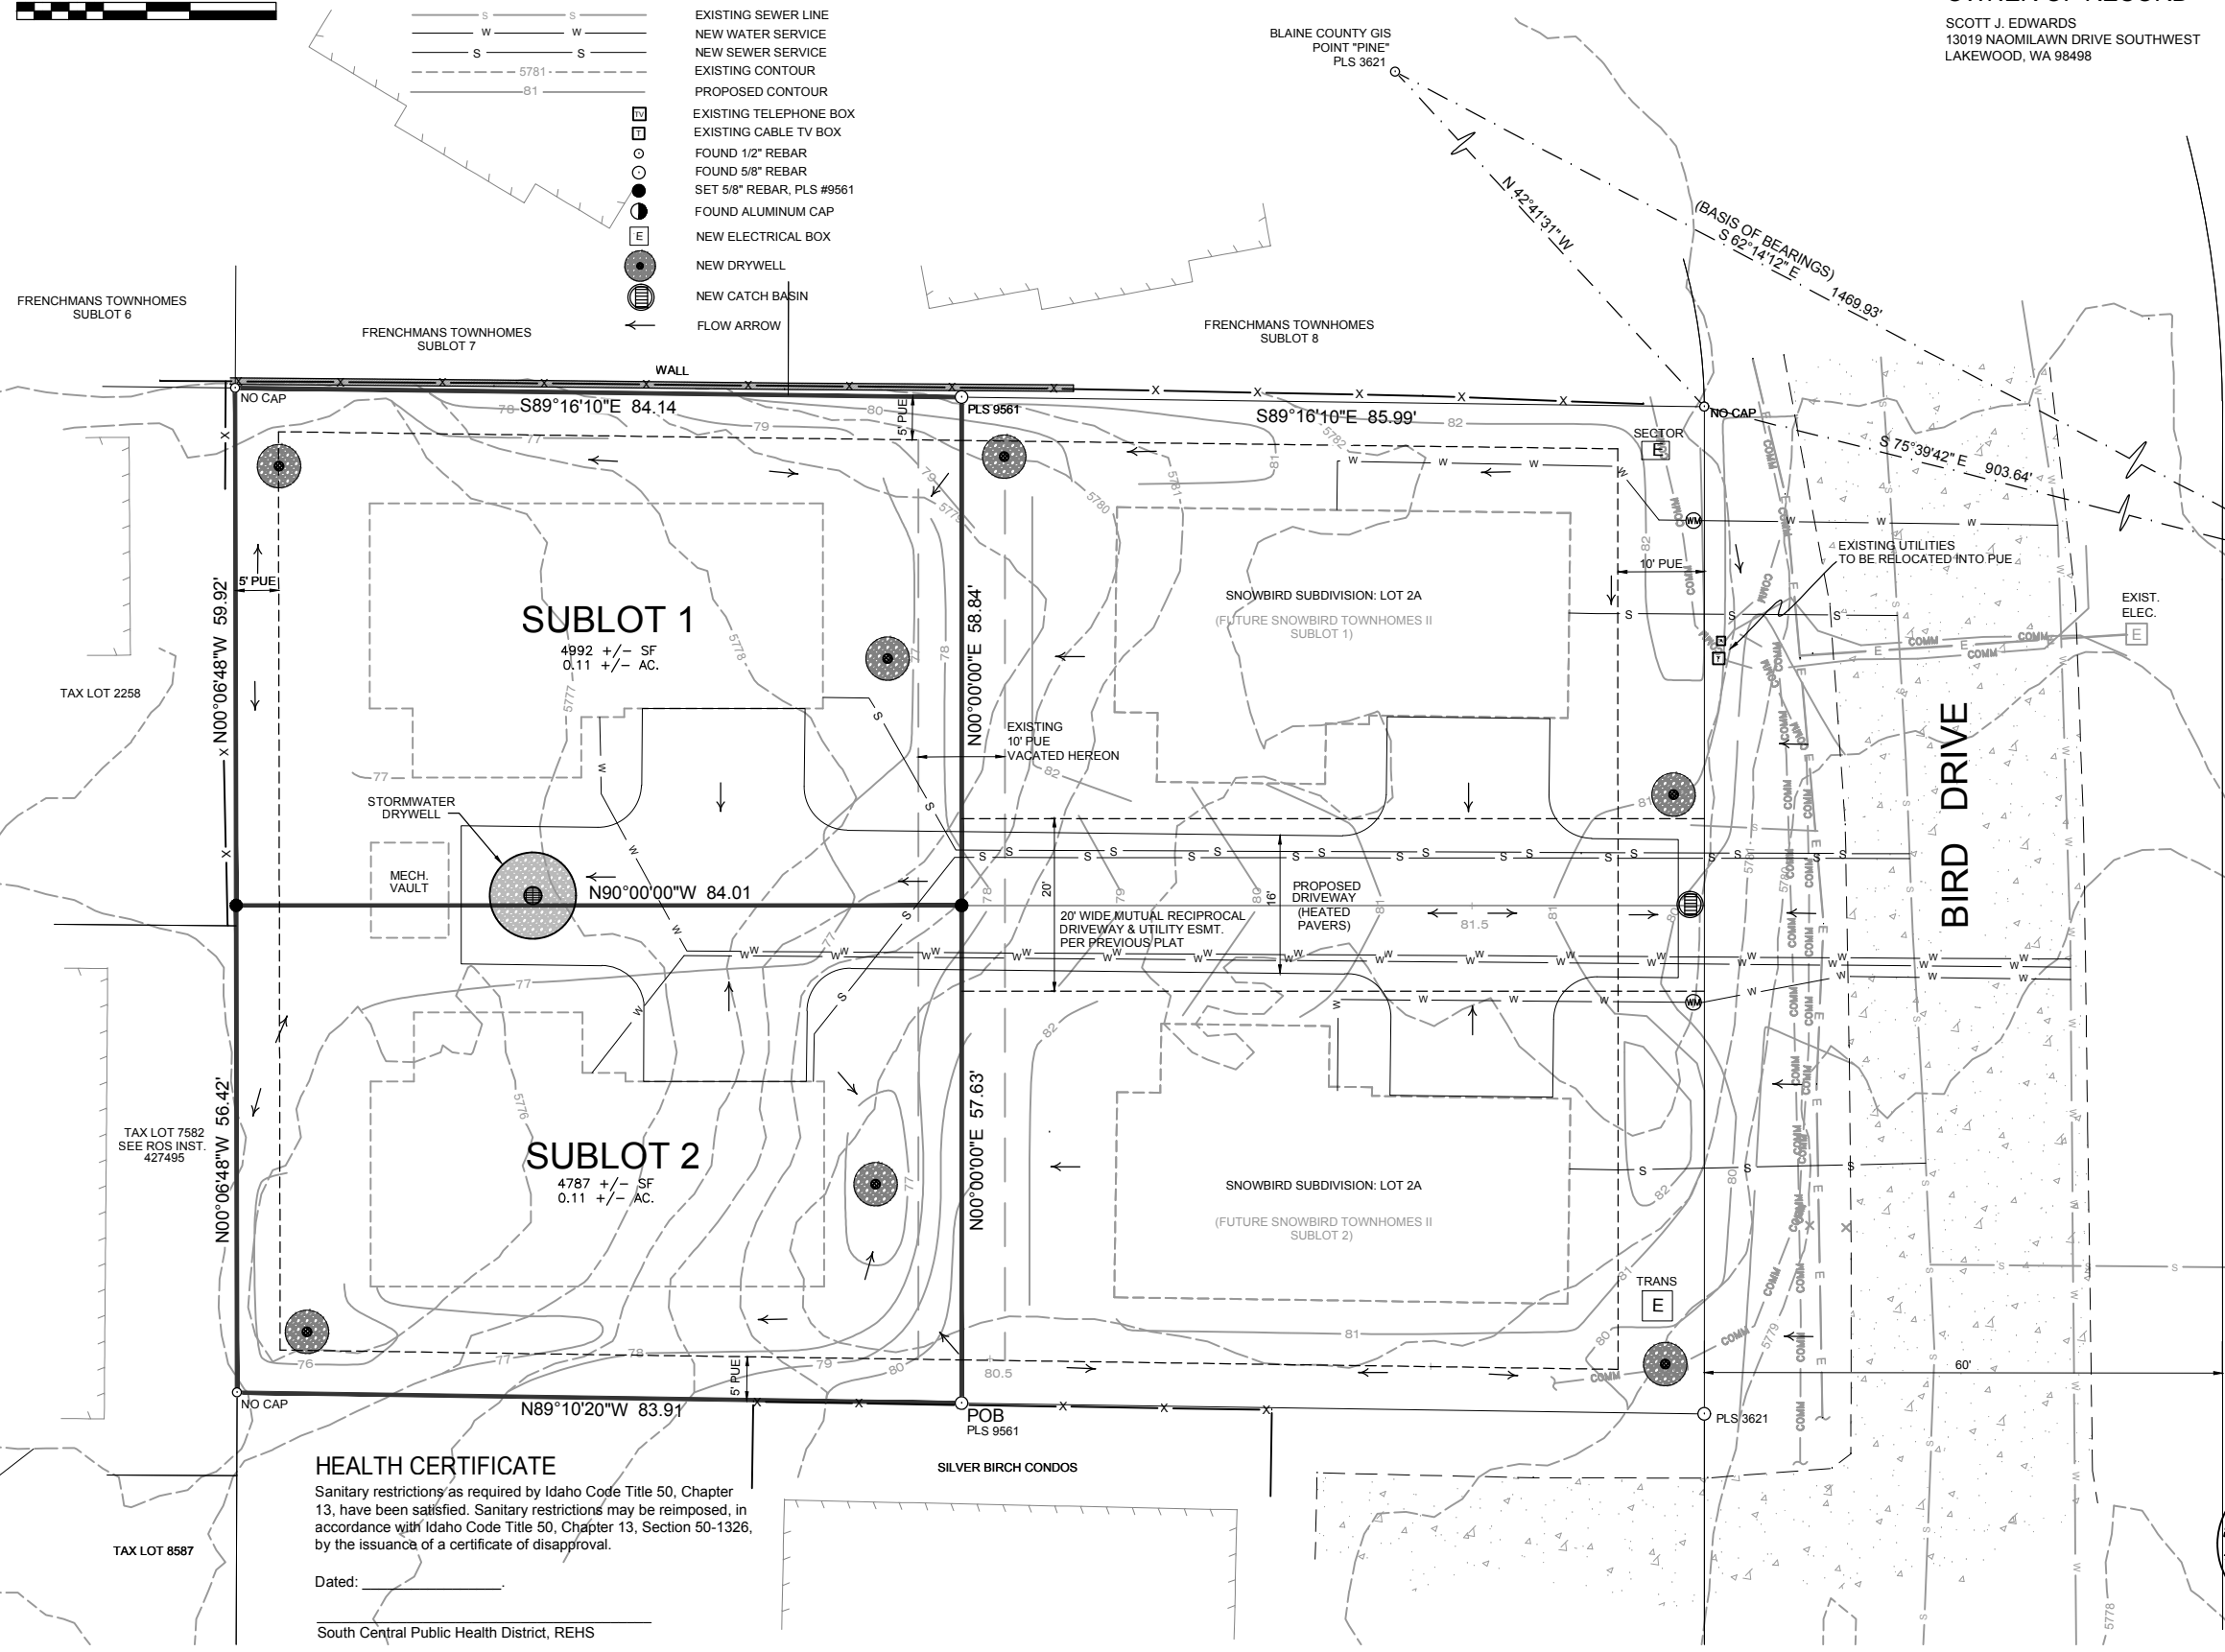 OWNER OF RECORD
SCOTT J. EDWARDS
13019 NAOMILAWN DRIVE SOUTHWEST
LAKEWOOD, WA 98498
S S EXISTING SEWER LINE
W W NEW WATER SERVICE
S S NEW SEWER SERVICE
5781 EXISTING CONTOUR
81 PROPOSED CONTOUR
TV EXISTING TELEPHONE BOX
T EXISTING CABLE TV BOX
FOUND 1/2" REBAR
FOUND 5/8" REBAR
SET 5/8" REBAR, PLS #9561
FOUND ALUMINUM CAP
E NEW ELECTRICAL BOX
NEW DRYWELL
NEW CATCH BASIN
FLOW ARROW
BLAINE COUNTY GIS
POINT "PINE"
PLS 3621
N 42°41'31" W
(BASIS OF BEARINGS)
S 62°14'12" E
1469.93'
FRENCHMANS TOWNHOMES
SUBLOT 6
FRENCHMANS TOWNHOMES
SUBLOT 7
FRENCHMANS TOWNHOMES
SUBLOT 8
WALL
NO CAP
S89°16'10"E 84.14
5' PUE
PLS 9561
S89°16'10"E 85.99'
NO CAP
S 75°39'42" E 903.64'
SECTOR
E
10' PUE
EXISTING UTILITIES
TO BE RELOCATED INTO PUE
EXIST.
ELEC.
E
5' PUE
N00°06'48"W 59.92'
SUBLOT 1
4992 +/- SF
0.11 +/- AC.
N00°00'00"E 58.84'
SNOWBIRD SUBDIVISION: LOT 2A
(FUTURE SNOWBIRD TOWNHOMES II
SUBLOT 1)
TAX LOT 2258
EXISTING
10' PUE
VACATED HEREON
BIRD DRIVE
STORMWATER
DRYWELL
MECH.
VAULT
N90°00'00"W 84.01
20'
16'
20' WIDE MUTUAL RECIPROCAL
DRIVEWAY & UTILITY ESMT.
PER PREVIOUS PLAT
PROPOSED
DRIVEWAY
(HEATED
PAVERS)
81.5
WM
WM
N00°06'48"W 56.42'
TAX LOT 7582
SEE ROS INST.
427495
SUBLOT 2
4787 +/- SF
0.11 +/- AC.
N00°00'00"E 57.63'
SNOWBIRD SUBDIVISION: LOT 2A
(FUTURE SNOWBIRD TOWNHOMES II
SUBLOT 2)
TRANS
E
60'
80.5
5' PUE
NO CAP
N89°10'20"W 83.91
POB
PLS 9561
PLS 3621
SILVER BIRCH CONDOS
TAX LOT 8587
HEALTH CERTIFICATE
Sanitary restrictions as required by Idaho Code Title 50, Chapter
13, have been satisfied. Sanitary restrictions may be reimposed, in
accordance with Idaho Code Title 50, Chapter 13, Section 50-1326,
by the issuance of a certificate of disapproval.
Dated: .
South Central Public Health District, REHS